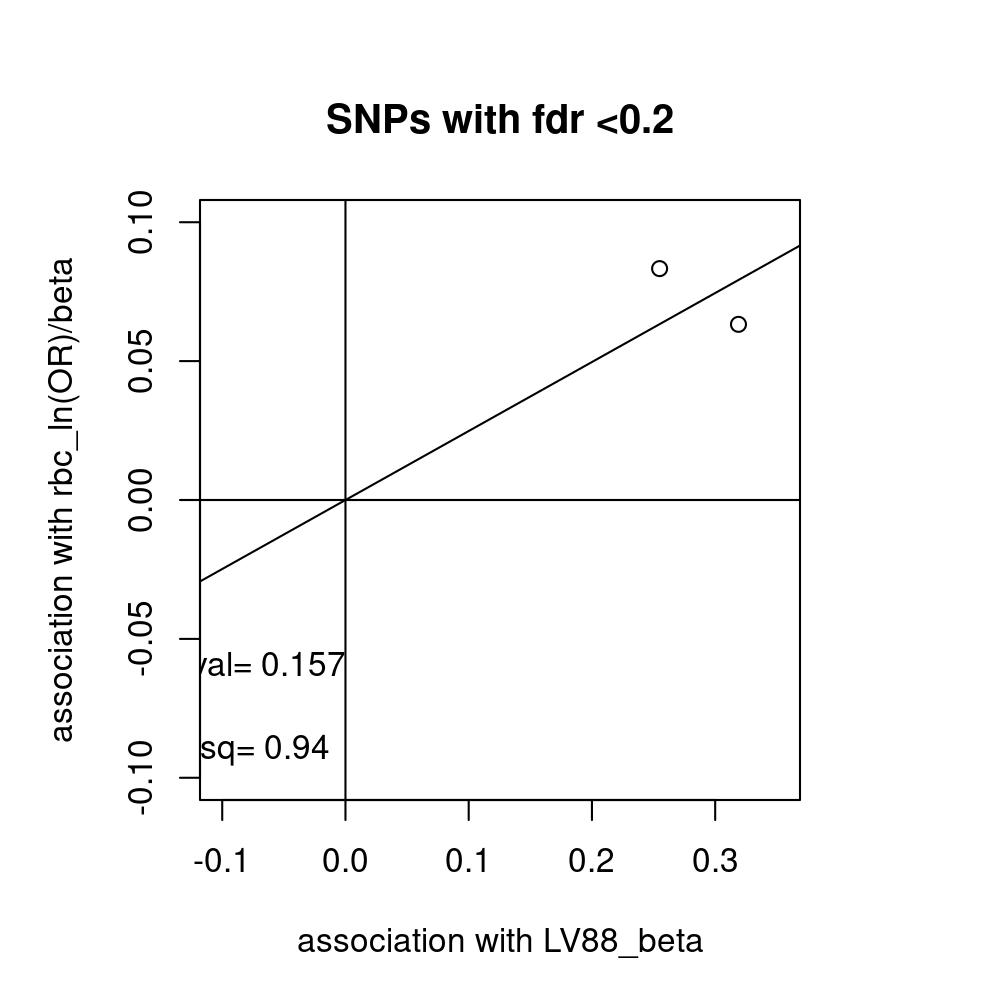 SNPs with fdr <0.2
association with rbc_ln(OR)/beta
0.10
0.05
0.00
-0.05
-0.10
val= 0.157
sq= 0.94
-0.1 0.0 0.1 0.2 0.3
association with LV88_beta